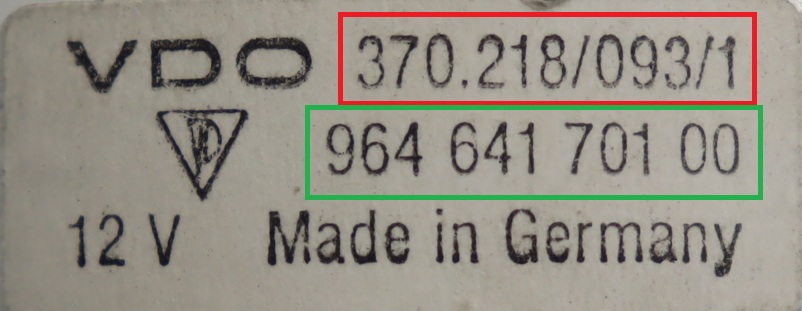 VDO 370.218/093/1
964 641 701 00
12 V Made in Germany